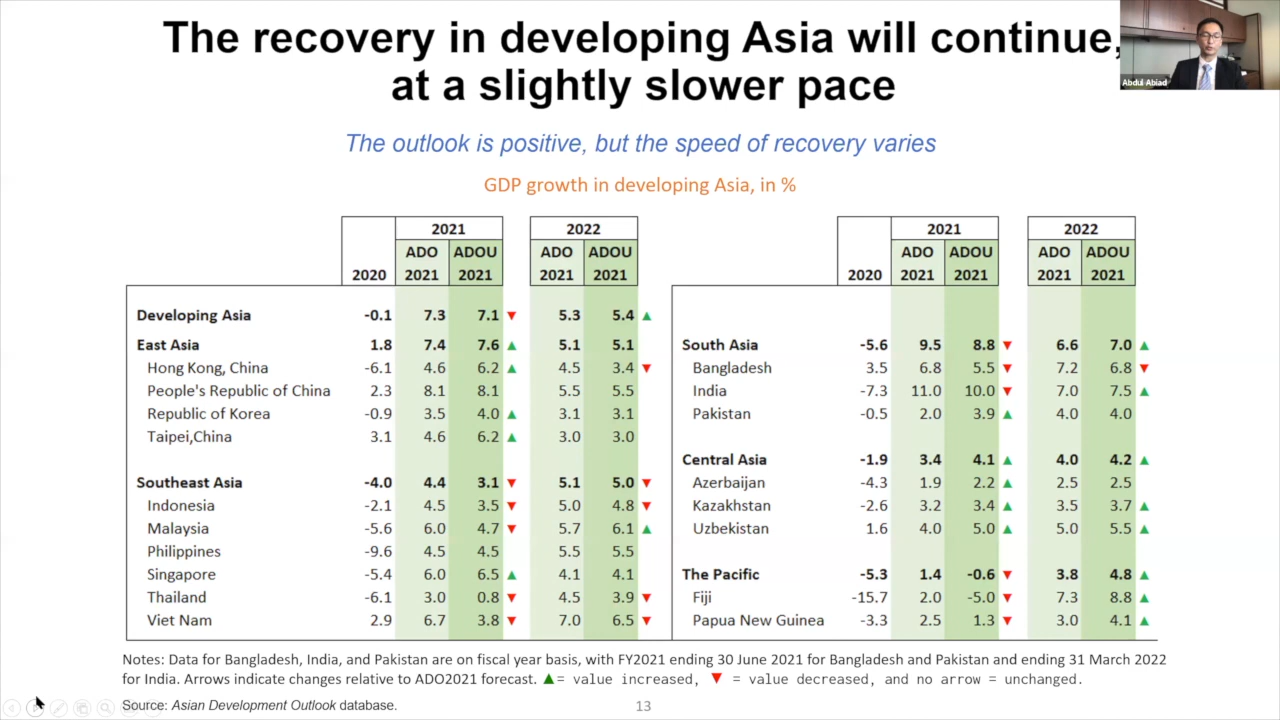 The recovery in developing Asia will continue,
at a slightly slower pace
Abdul Abiad
The outlook is positive, but the speed of recovery varies
GDP growth in developing Asia, in %
2021 2022
ADO ADOU ADO ADOU
2020 2021 2021 2021 2021
Developing Asia -0.1 7.3 7.1 ▼ 5.3 5.4 ▲
East Asia 1.8 7.4 7.6 ▲ 5.1 5.1
Hong Kong, China -6.1 4.6 6.2 ▲ 4.5 3.4 ▼
People's Republic of China 2.3 8.1 8.1 5.5 5.5
Republic of Korea -0.9 3.5 4.0 ▲ 3.1 3.1
Taipei,China 3.1 4.6 6.2 ▲ 3.0 3.0
Southeast Asia -4.0 4.4 3.1 ▼ 5.1 5.0 ▼
Indonesia -2.1 4.5 3.5 ▼ 5.0 4.8 ▼
Malaysia -5.6 6.0 4.7 ▼ 5.7 6.1 ▲
Philippines -9.6 4.5 4.5 5.5 5.5
Singapore -5.4 6.0 6.5 ▲ 4.1 4.1
Thailand -6.1 3.0 0.8 ▼ 4.5 3.9 ▼
Viet Nam 2.9 6.7 3.8 ▼ 7.0 6.5 ▼
2021 2022
ADO ADOU ADO ADOU
2020 2021 2021 2021 2021
South Asia -5.6 9.5 8.8 ▼ 6.6 7.0 ▲
Bangladesh 3.5 6.8 5.5 ▼ 7.2 6.8 ▼
India -7.3 11.0 10.0 ▼ 7.0 7.5 ▲
Pakistan -0.5 2.0 3.9 ▲ 4.0 4.0
Central Asia -1.9 3.4 4.1 ▲ 4.0 4.2 ▲
Azerbaijan -4.3 1.9 2.2 ▲ 2.5 2.5
Kazakhstan -2.6 3.2 3.4 ▲ 3.5 3.7 ▲
Uzbekistan 1.6 4.0 5.0 ▲ 5.0 5.5 ▲
The Pacific -5.3 1.4 -0.6 ▼ 3.8 4.8 ▲
Fiji -15.7 2.0 -5.0 ▼ 7.3 8.8 ▲
Papua New Guinea -3.3 2.5 1.3 ▼ 3.0 4.1 ▲
Notes: Data for Bangladesh, India, and Pakistan are on fiscal year basis, with FY2021 ending 30 June 2021 for Bangladesh and Pakistan and ending 31 March 2022
for India. Arrows indicate changes relative to ADO2021 forecast. ▲= value increased, ▼ = value decreased, and no arrow = unchanged.
Source: Asian Development Outlook database.
13